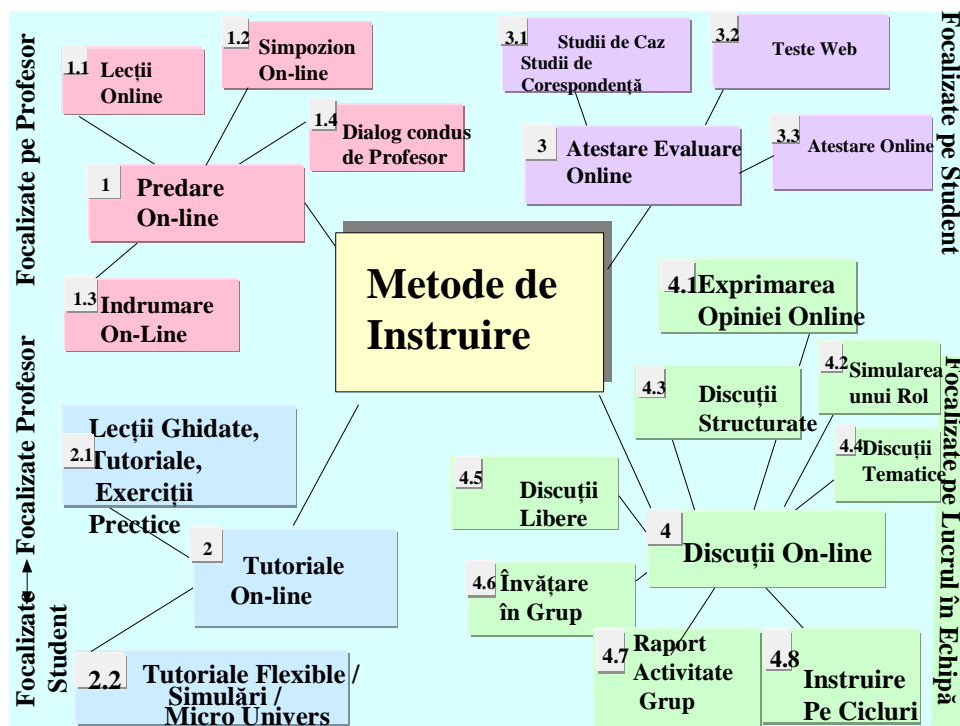 Focalizate pe Profesor
1.1
Lecții
Online
1.2
Simpozion
On-line
1.4
Dialog condus
de Profesor
1
Predare
On-line
1.3
Indrumare
On-Line
3.1
Studii de Caz
Studii de
Corespondență
3.2
Teste Web
3
Atestare Evaluare
Online
3.3
Atestare Online
Focalizate pe Student
Metode de
Instruire
Focalizate Focalizate Profesor
Student
2.1
Lecții Ghidate,
Tutoriale,
Exerciții
Prectice
2
Tutoriale
On-line
2.2
Tutoriale Flexible /
Simulări /
Micro Univers
4.1
Exprimarea
Opiniei Online
4.2
Simularea
unui Rol
4.3
Discuții
Structurate
4.4
Discuții
Tematice
4.5
Discuții
Libere
4
Discuții On-line
4.6
Învățare
în Grup
4.7
Raport
Activitate
Grup
4.8
Instruire
Pe Cicluri
Focalizate pe Lucrul în Echipă